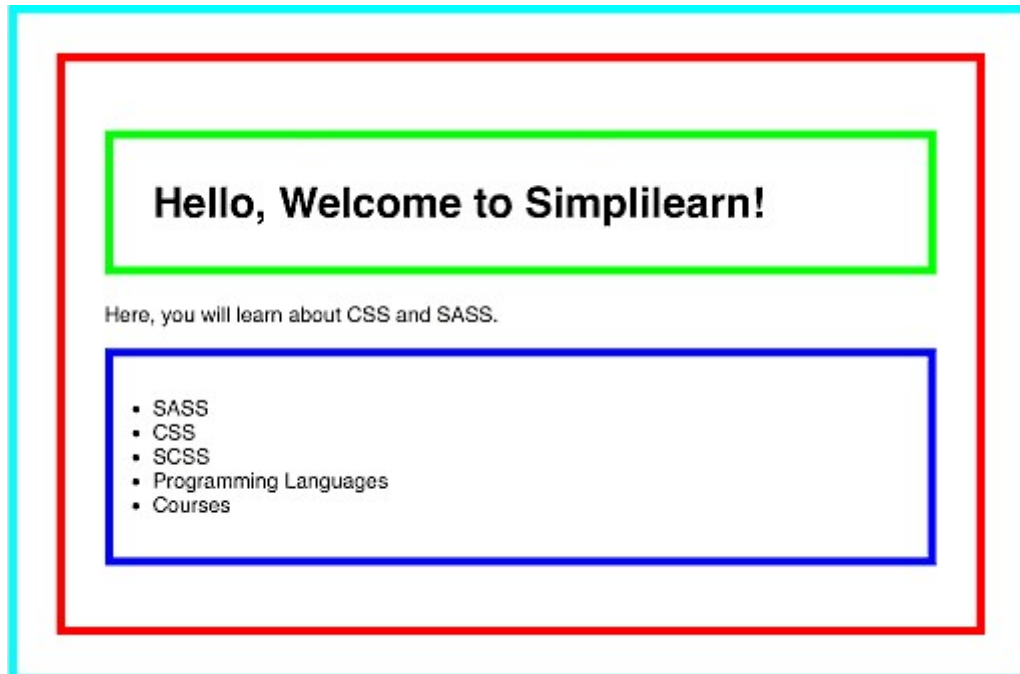 Hello, Welcome to Simplilearn!
Here, you will learn about CSS and SASS.
SASS
CSS
SCSS
Programming Languages
Courses